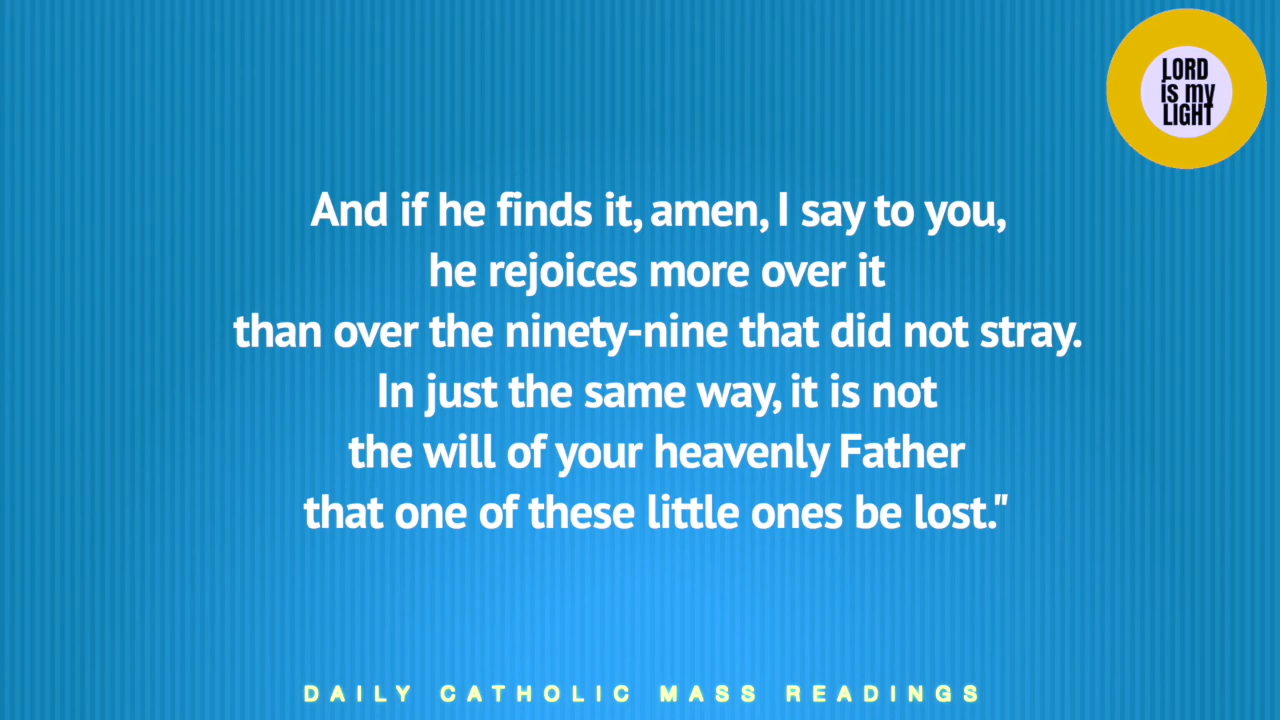 LORD
is my
LIGHT
And if he finds it, amen, I say to you,
he rejoices more over it
than over the ninety-nine that did not stray.
In just the same way, it is not
the will of your heavenly Father
that one of these little ones be lost."
DAILY CATHOLIC MASS READINGS